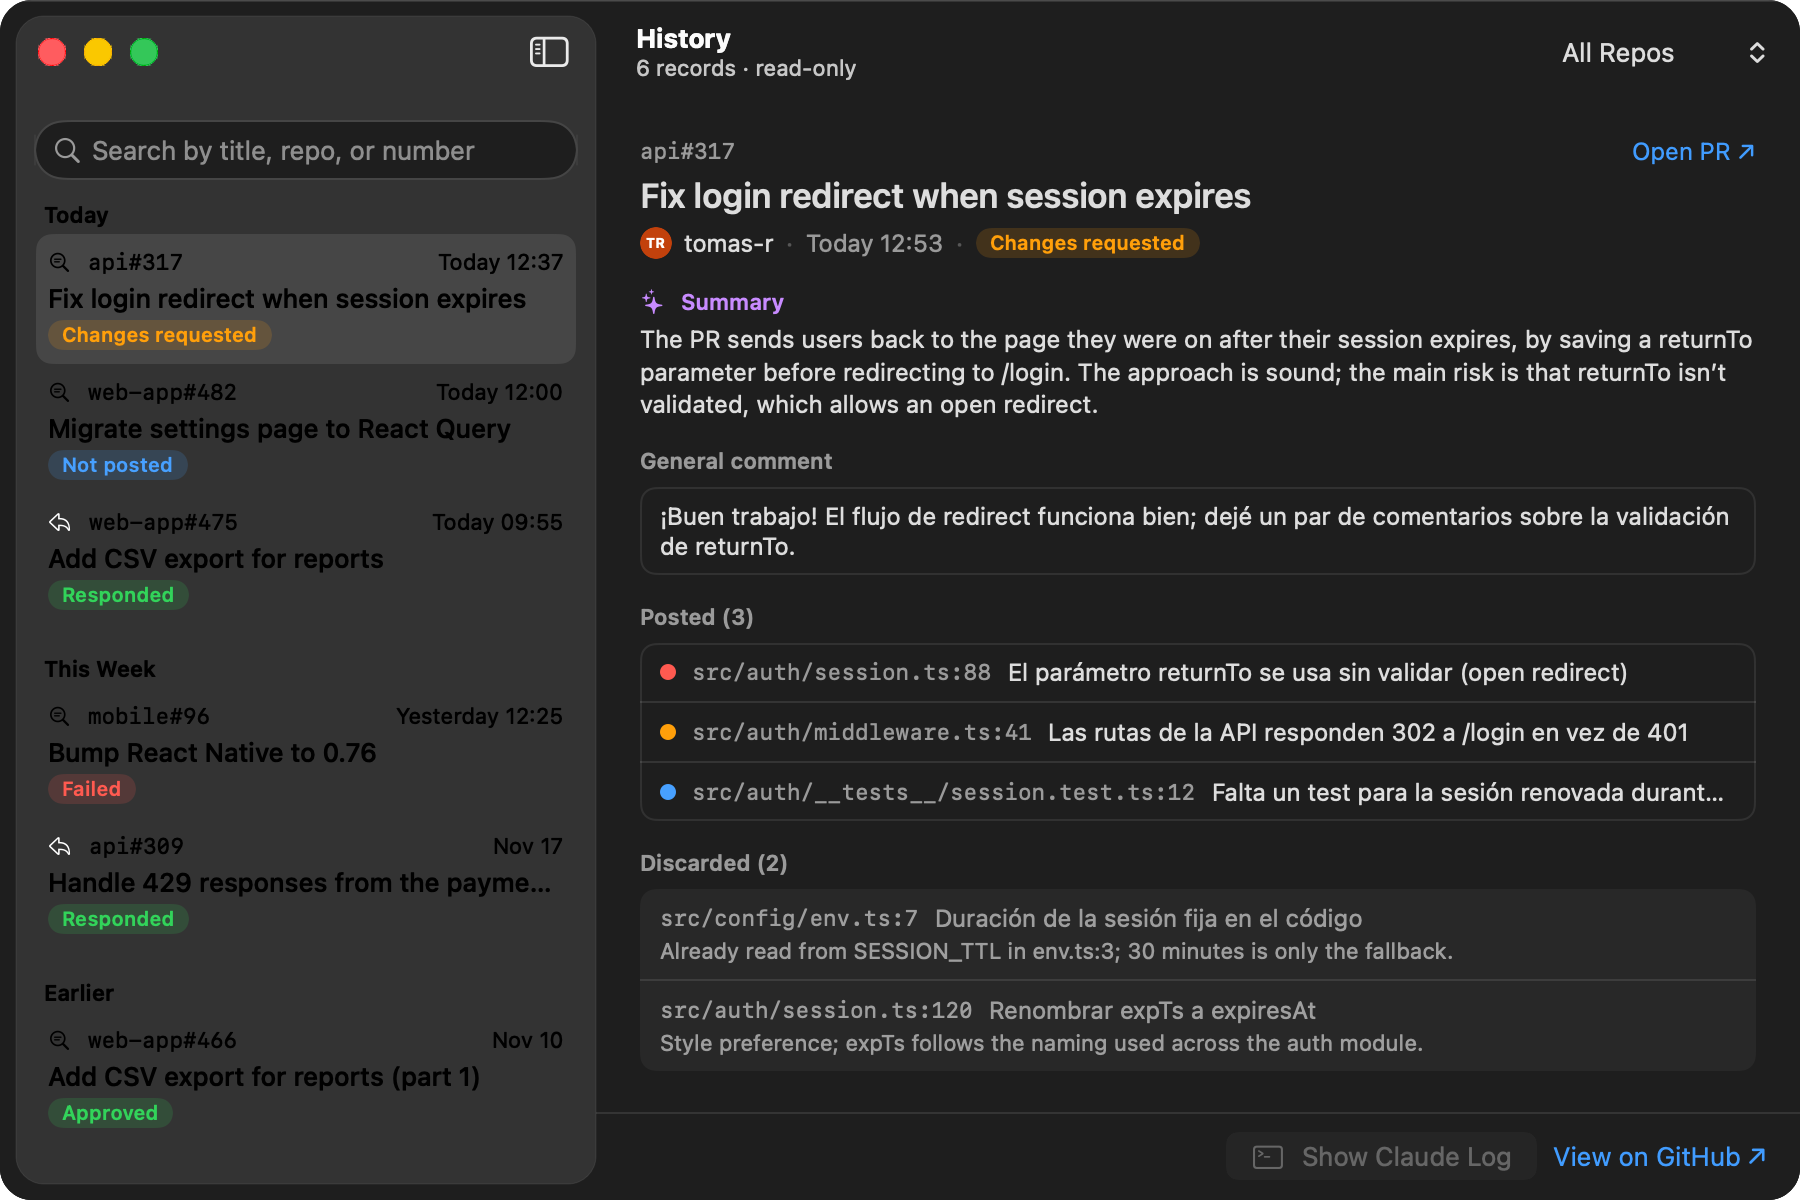 Search by title, repo, or number
Today
api#317 Today 12:37
Fix login redirect when session expires
Changes requested
web-app#482 Today 12:00
Migrate settings page to React Query
Not posted
web-app#475 Today 09:55
Add CSV export for reports
Responded
This Week
mobile#96 Yesterday 12:25
Bump React Native to 0.76
Failed
api#309 Nov 17
Handle 429 responses from the payme...
Responded
Earlier
web-app#466 Nov 10
Add CSV export for reports (part 1)
Approved
History
6 records · read-only
All Repos
api#317
Open PR ↗
Fix login redirect when session expires
TR tomas-r · Today 12:53 · Changes requested
Summary
The PR sends users back to the page they were on after their session expires, by saving a returnTo
parameter before redirecting to /login. The approach is sound; the main risk is that returnTo isn’t
validated, which allows an open redirect.
General comment
¡Buen trabajo! El flujo de redirect funciona bien; dejé un par de comentarios sobre la validación
de returnTo.
Posted (3)
src/auth/session.ts:88 El parámetro returnTo se usa sin validar (open redirect)
src/auth/middleware.ts:41 Las rutas de la API responden 302 a /login en vez de 401
src/auth/__tests__/session.test.ts:12 Falta un test para la sesión renovada durant...
Discarded (2)
src/config/env.ts:7 Duración de la sesión fija en el código
Already read from SESSION_TTL in env.ts:3; 30 minutes is only the fallback.
src/auth/session.ts:120 Renombrar expTs a expiresAt
Style preference; expTs follows the naming used across the auth module.
Show Claude Log
View on GitHub ↗